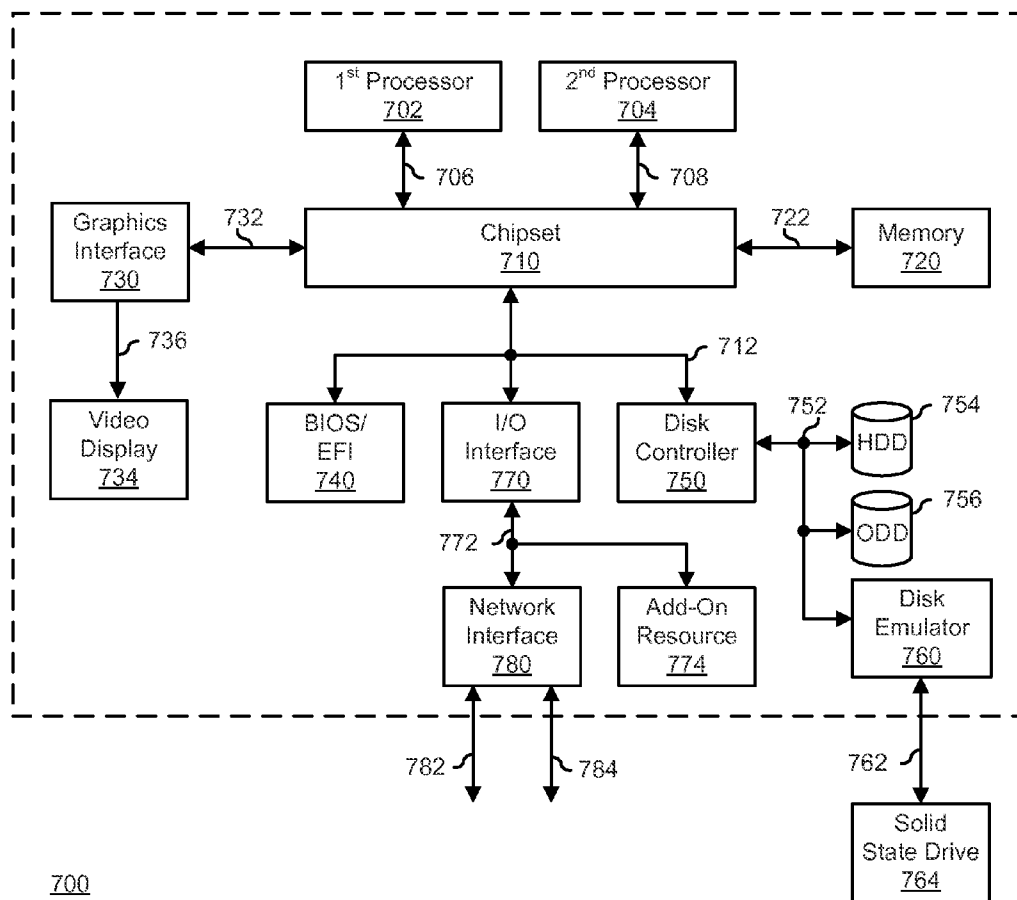 1st Processor
702
2nd Processor
704
706
708
Graphics
Interface
730
732
Chipset
710
722
Memory
720
736
712
Video
Display
734
BIOS/
EFI
740
I/O
Interface
770
Disk
Controller
750
752
754
HDD
756
ODD
772
Network
Interface
780
Add-On
Resource
774
Disk
Emulator
760
782
784
762
Solid
State Drive
764
700